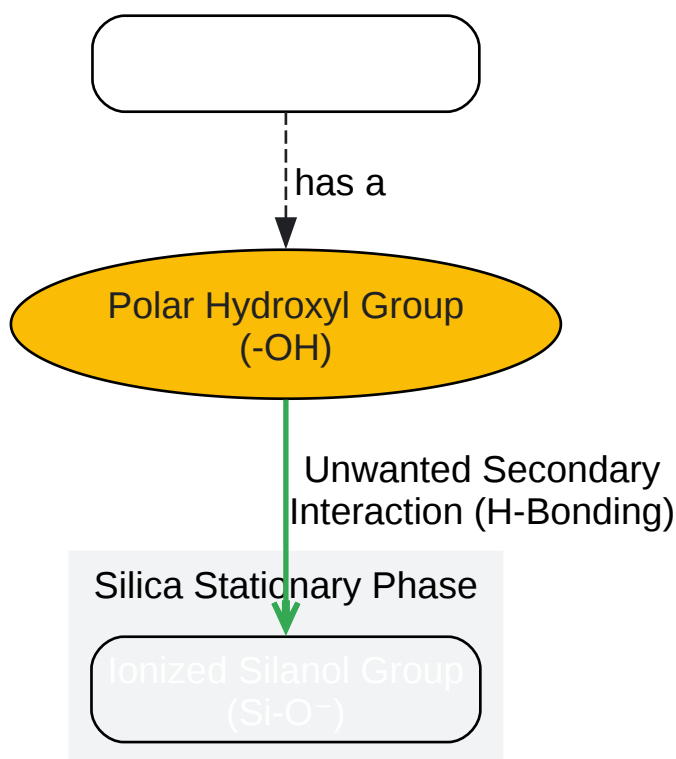 has a
Polar Hydroxyl Group
(-OH)
Unwanted Secondary
Interaction (H-Bonding)
Silica Stationary Phase
Ionized Silanol Group
(Si-O⁻)